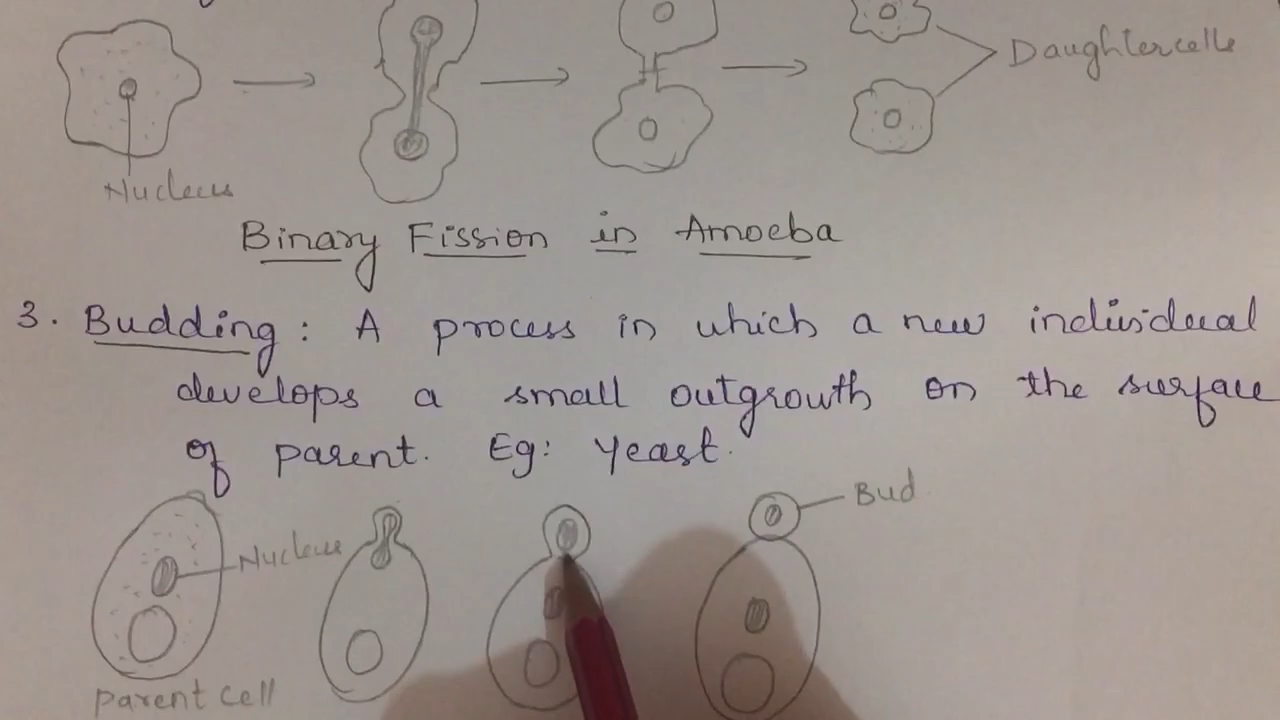 Daughtercells
Nucleus
Binary Fission in Amoeba
3. Budding: A process in which a new individual
develops a small outgrowth on the surface
of parent. Eg: Yeast.
Bud
Nucleus
Parent cell